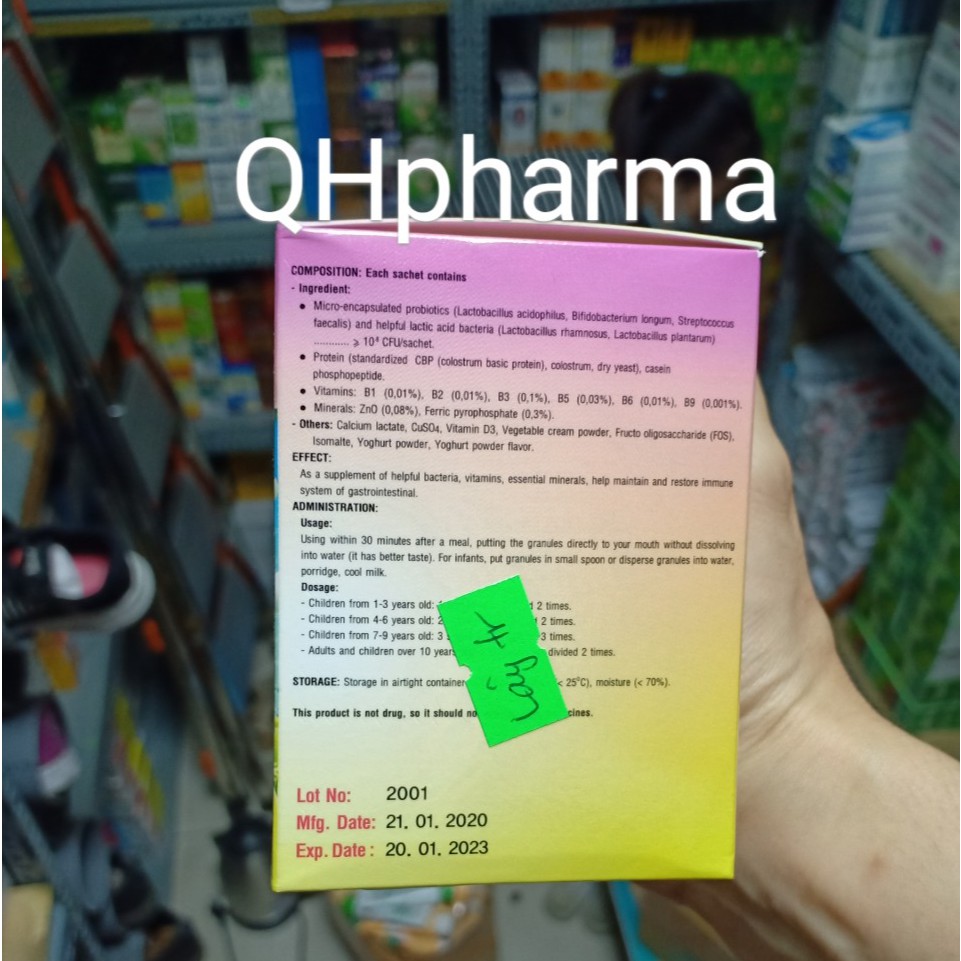 QHpharma
COMPOSITION: Each sachet contains
- Ingredient:
• Micro-encapsulated probiotics (Lactobacillus acidophilus, Bifidobacterium longum, Streptococcus
faecalis) and helpful lactic acid bacteria (Lactobacillus rhamnosus, Lactobacillus plantarum)
............ ⩾ 10⁸ CFU/sachet.
• Protein (standardized CBP (colostrum basic protein), colostrum, dry yeast), casein
phosphopeptide.
• Vitamins: B1 (0,01%), B2 (0,01%), B3 (0,1%), B5 (0,03%), B6 (0,01%), B9 (0,001%).
• Minerals: ZnO (0,08%), Ferric pyrophosphate (0,3%).
- Others: Calcium lactate, CuSO₄, Vitamin D3, Vegetable cream powder, Fructo oligosaccharide (FOS),
Isomalte, Yoghurt powder, Yoghurt powder flavor.
EFFECT:
As a supplement of helpful bacteria, vitamins, essential minerals, help maintain and restore immune
system of gastrointestinal.
ADMINISTRATION:
Usage:
Using within 30 minutes after a meal, putting the granules directly to your mouth without dissolving
into water (it has better taste). For infants, put granules in small spoon or disperse granules into water,
porridge, cool milk.
Dosage:
- Children from 1-3 years old: 2 times.
- Children from 4-6 years old: 2 2 times.
- Children from 7-9 years old: 3 3 times.
- Adults and children over 10 divided 2 times.
STORAGE: Storage in airtight container < 25°C), moisture (< 70%).
This product is not drug, so it should
Lot No: 2001
Mfg. Date: 21. 01. 2020
Exp. Date : 20. 01. 2023